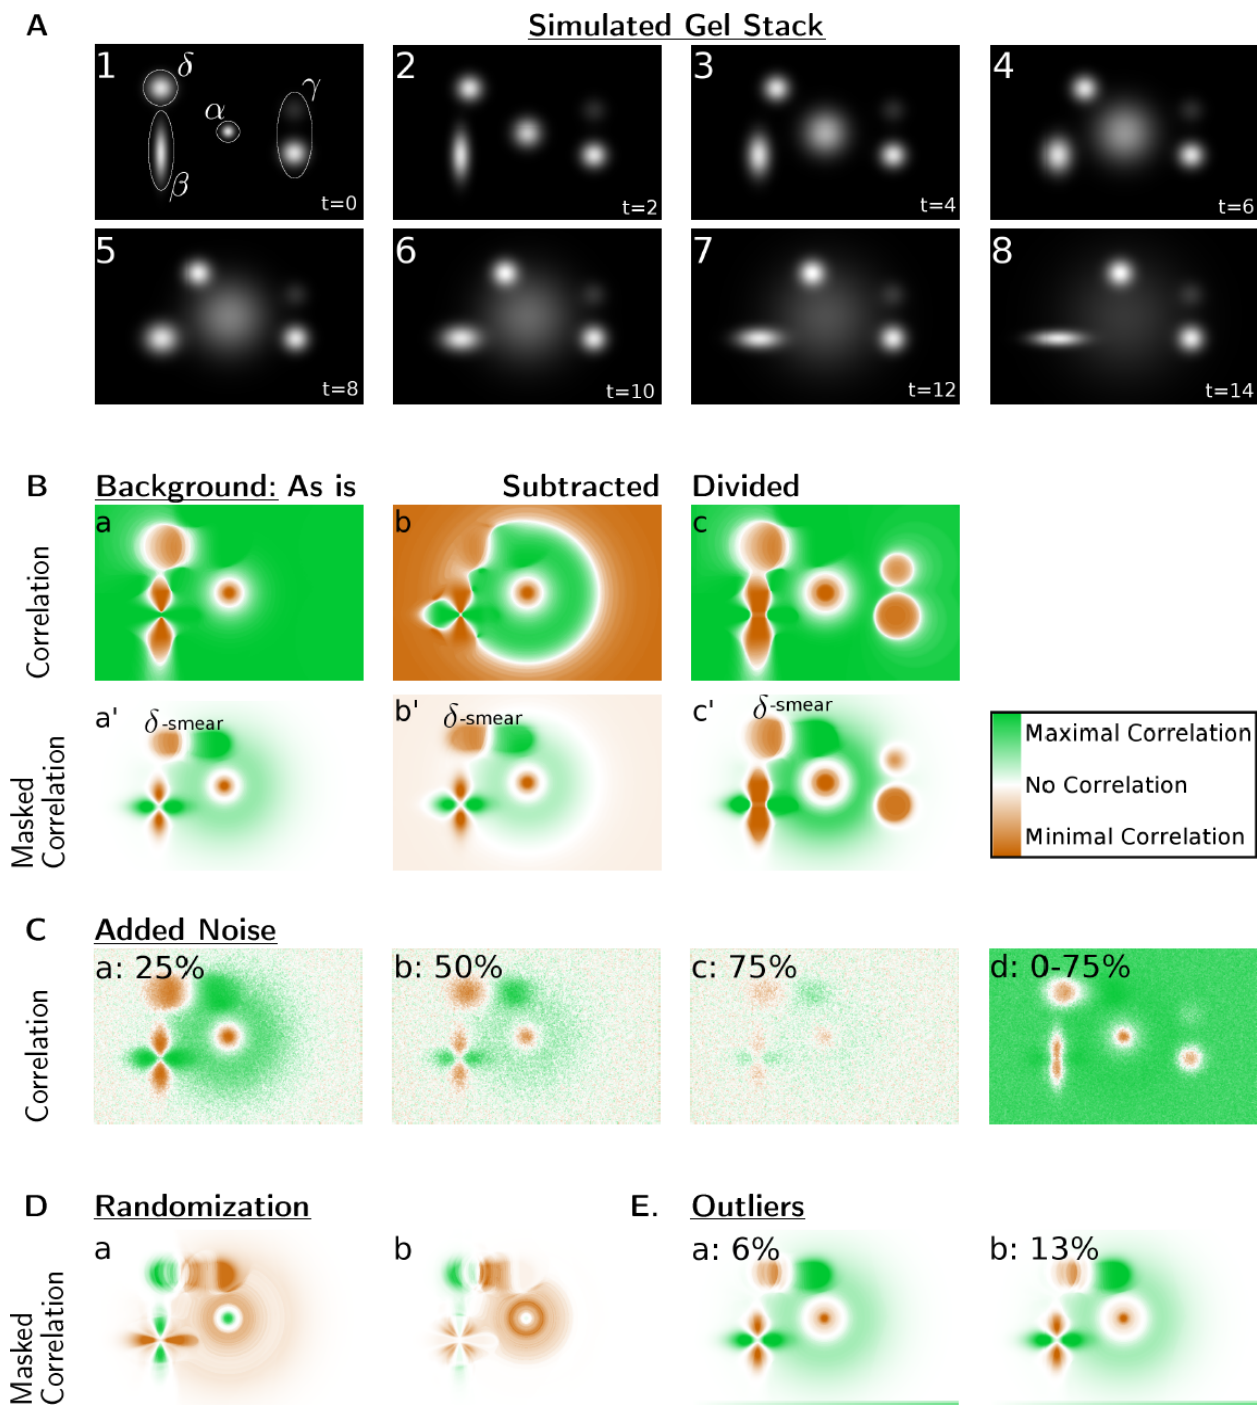 A Simulated Gel Stack
1 δ α γ β t=0
2 t=2
3 t=4
4 t=6
5 t=8
6 t=10
7 t=12
8 t=14
B Background: As is Subtracted Divided
Correlation
a b c
Masked
Correlation
a' δ-smear
b' δ-smear
c' δ-smear
Maximal Correlation
No Correlation
Minimal Correlation
C Added Noise
Correlation
a: 25% b: 50% c: 75% d: 0-75%
D Randomization E. Outliers
Masked
Correlation
a b a: 6% b: 13%